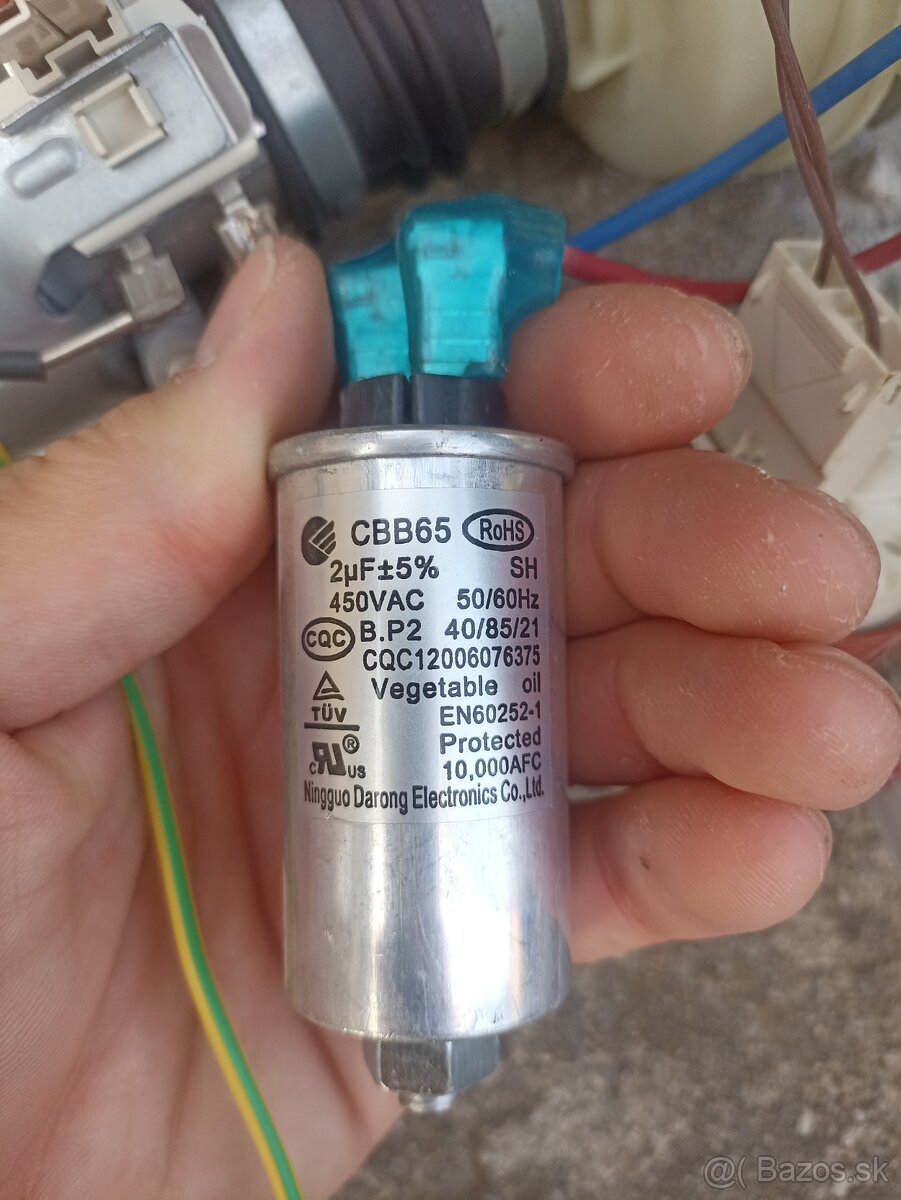 CBB65 RoHS
2µF±5% SH
450VAC 50/60Hz
CQC B.P2 40/85/21
CQC12006076375
Vegetable oil
TÜV EN60252-1
Protected
c RU® US 10,000AFC
Ningguo Darong Electronics Co.,Ltd.
@( Bazos.sk